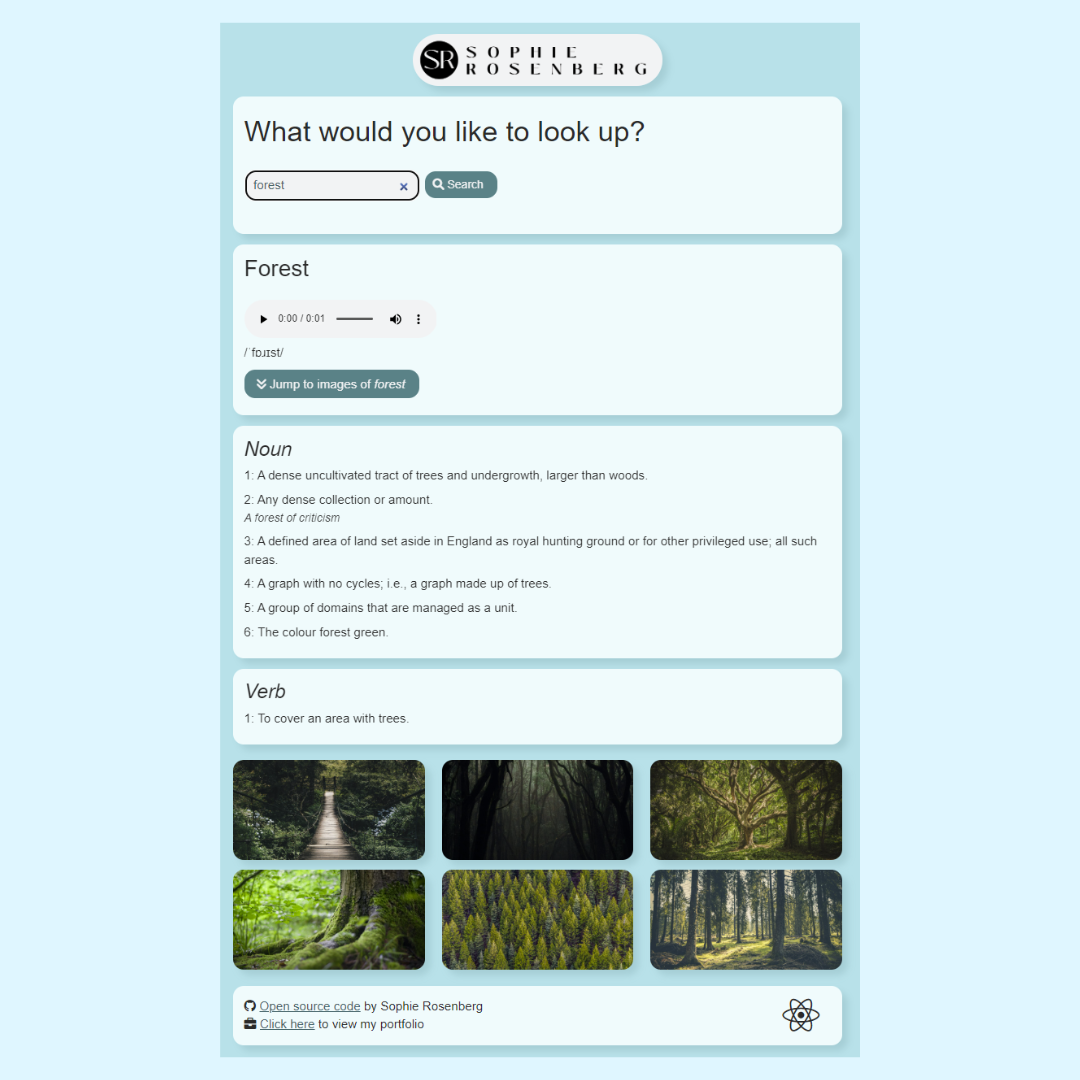 SR SOPHIE
ROSENBERG
What would you like to look up?
forest × Search
Forest
0:00 / 0:01
/ˈfɒɹɪst/
Jump to images of forest
Noun
1: A dense uncultivated tract of trees and undergrowth, larger than woods.
2: Any dense collection or amount.
A forest of criticism
3: A defined area of land set aside in England as royal hunting ground or for other privileged use; all such
areas.
4: A graph with no cycles; i.e., a graph made up of trees.
5: A group of domains that are managed as a unit.
6: The colour forest green.
Verb
1: To cover an area with trees.
Open source code by Sophie Rosenberg
Click here to view my portfolio